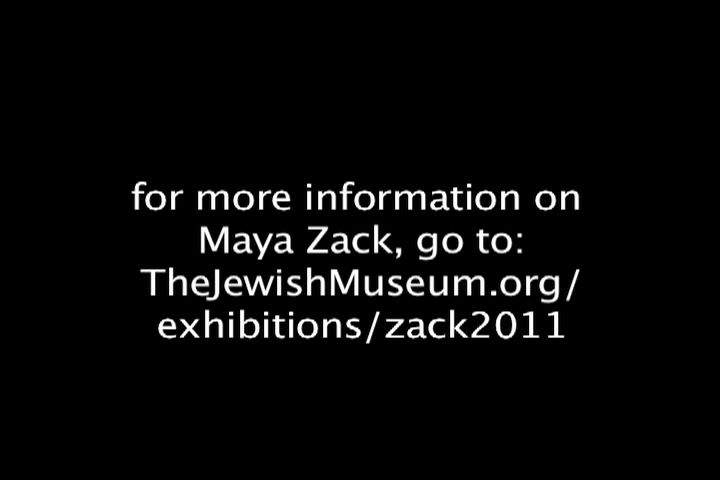 for more information on
Maya Zack, go to:
TheJewishMuseum.org/
exhibitions/zack2011